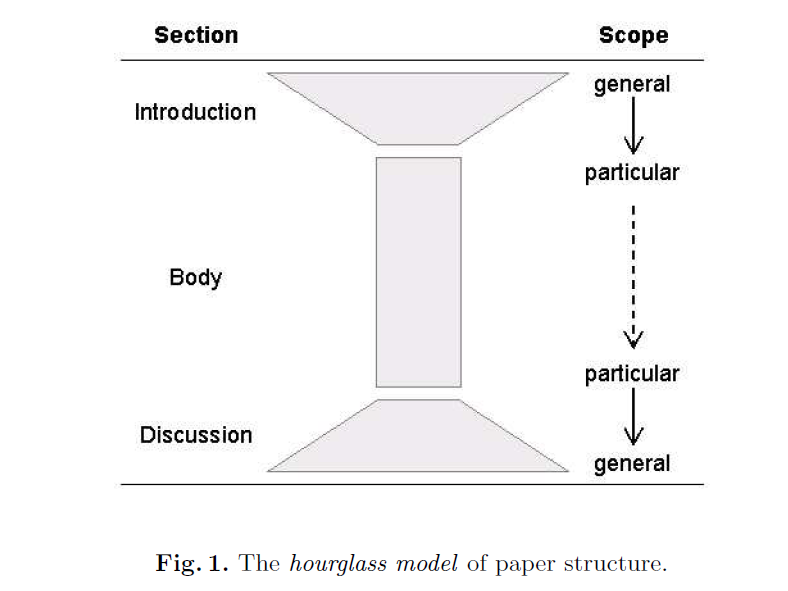 Section Scope
general
Introduction
particular
Body
particular
Discussion
general
Fig. 1. The hourglass model of paper structure.